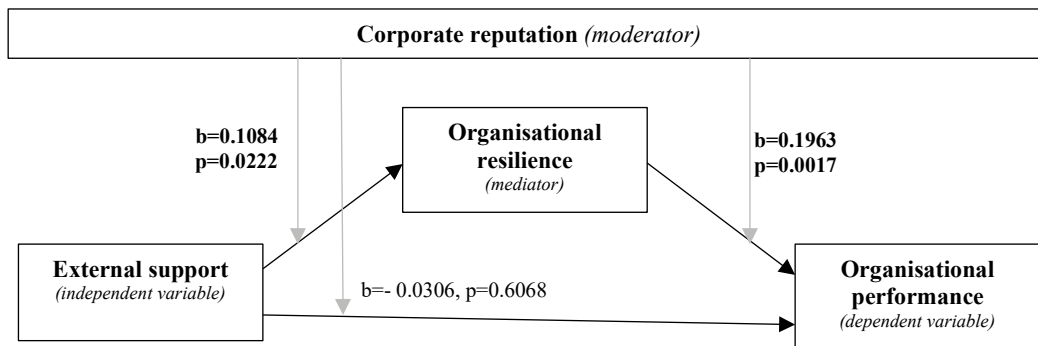 Corporate reputation (moderator)
b=0.1084
p=0.0222
Organisational
resilience
(mediator)
b=0.1963
p=0.0017
External support
(independent variable)
b=- 0.0306, p=0.6068
Organisational
performance
(dependent variable)